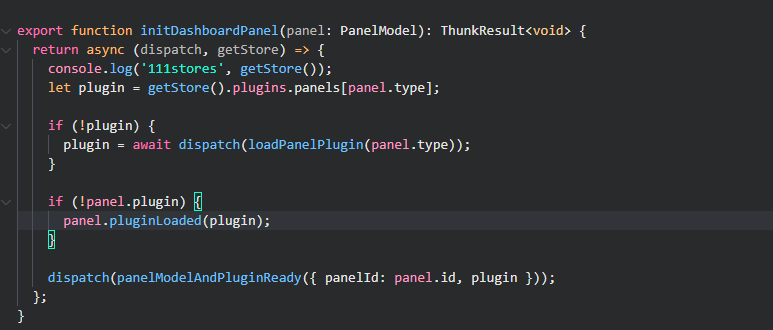 export function initDashboardPanel(panel: PanelModel): ThunkResult<void> {
  return async (dispatch, getStore) => {
    console.log('111stores', getStore());
    let plugin = getStore().plugins.panels[panel.type];

    if (!plugin) {
      plugin = await dispatch(loadPanelPlugin(panel.type));
    }

    if (!panel.plugin) {
      panel.pluginLoaded(plugin);
    }

    dispatch(panelModelAndPluginReady({ panelId: panel.id, plugin }));
  };
}